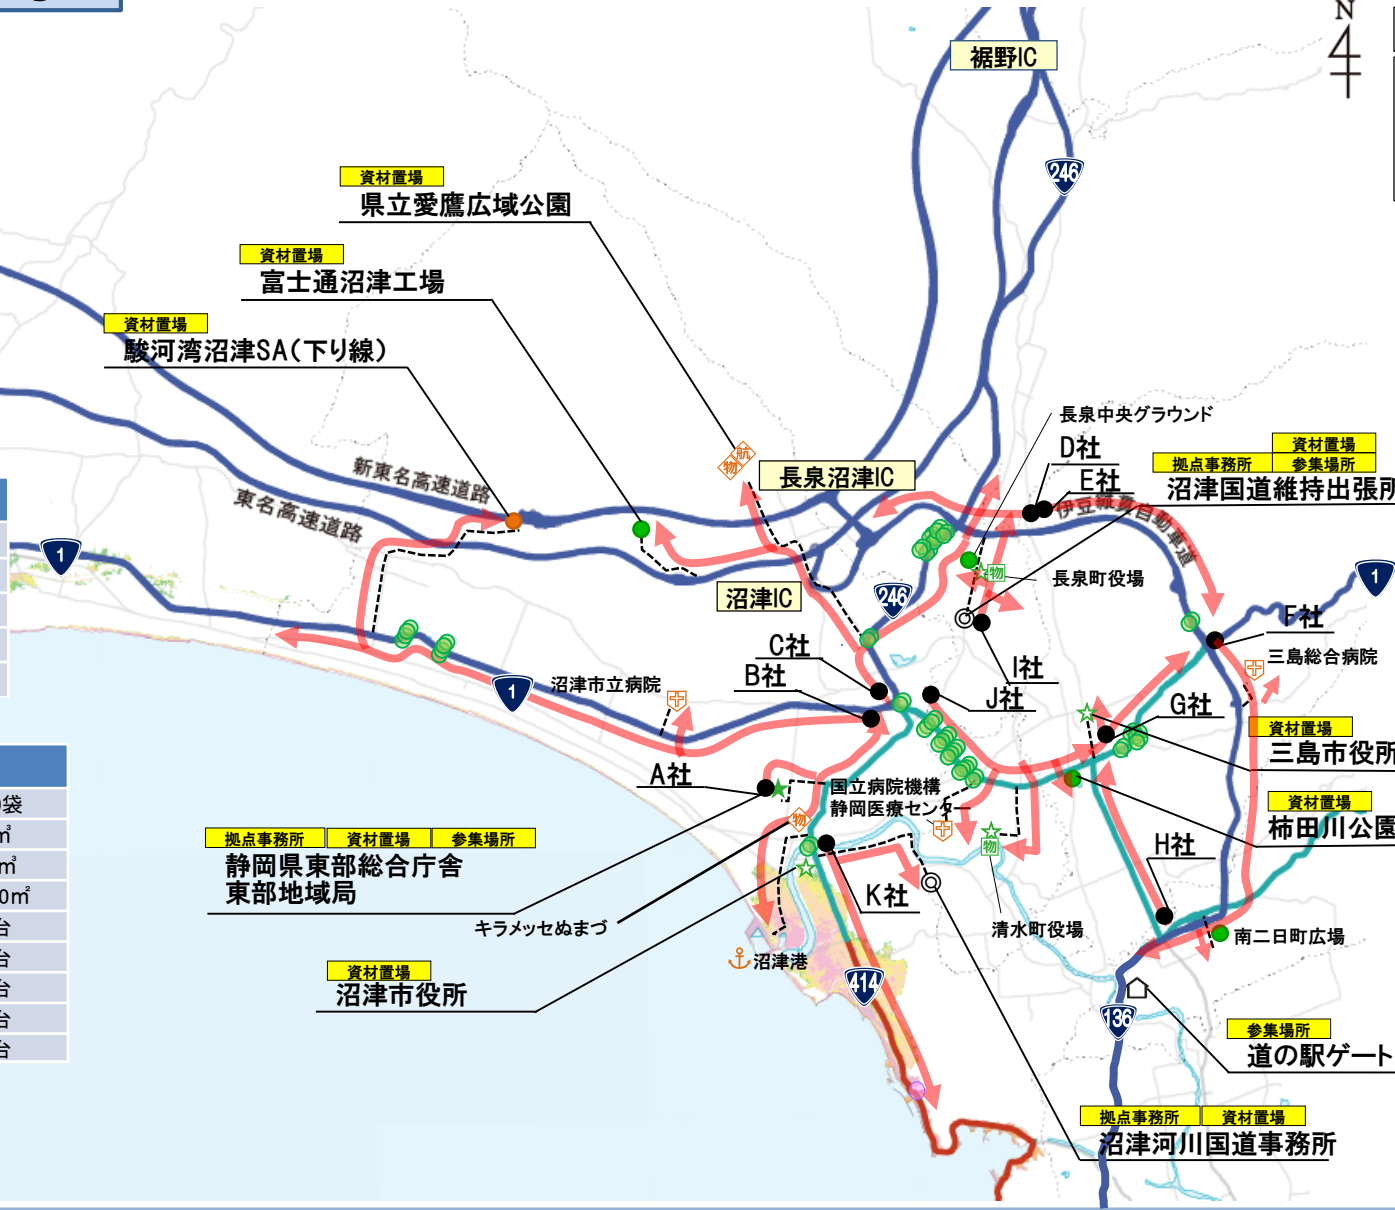 N
裾野IC
246
資材置場
県立愛鷹広域公園
資材置場
富士通沼津工場
資材置場
駿河湾沼津SA(下り線)
長泉中央グラウンド
D社
資材置場
拠点事務所
参集場所
沼津国道維持出張所
E社
長泉沼津IC
物
拠
新東名高速道路
東名高速道路
伊豆縦貫自動車道
1
1
沼津IC
246
物
長泉町役場
F社
三島総合病院
C社
I社
B社
J社
沼津市立病院
1
G社
資材置場
三島市役所
A社
国立病院機構
静岡医療センター
資材置場
柿田川公園
袋
㎡
㎡
0㎡
台
台
台
台
台
拠点事務所
資材置場
参集場所
静岡県東部総合庁舎
東部地域局
物
物
H社
K社
キラメッセぬまづ
清水町役場
南二日町広場
沼津港
資材置場
沼津市役所
414
136
参集場所
道の駅ゲート
拠点事務所
資材置場
沼津河川国道事務所